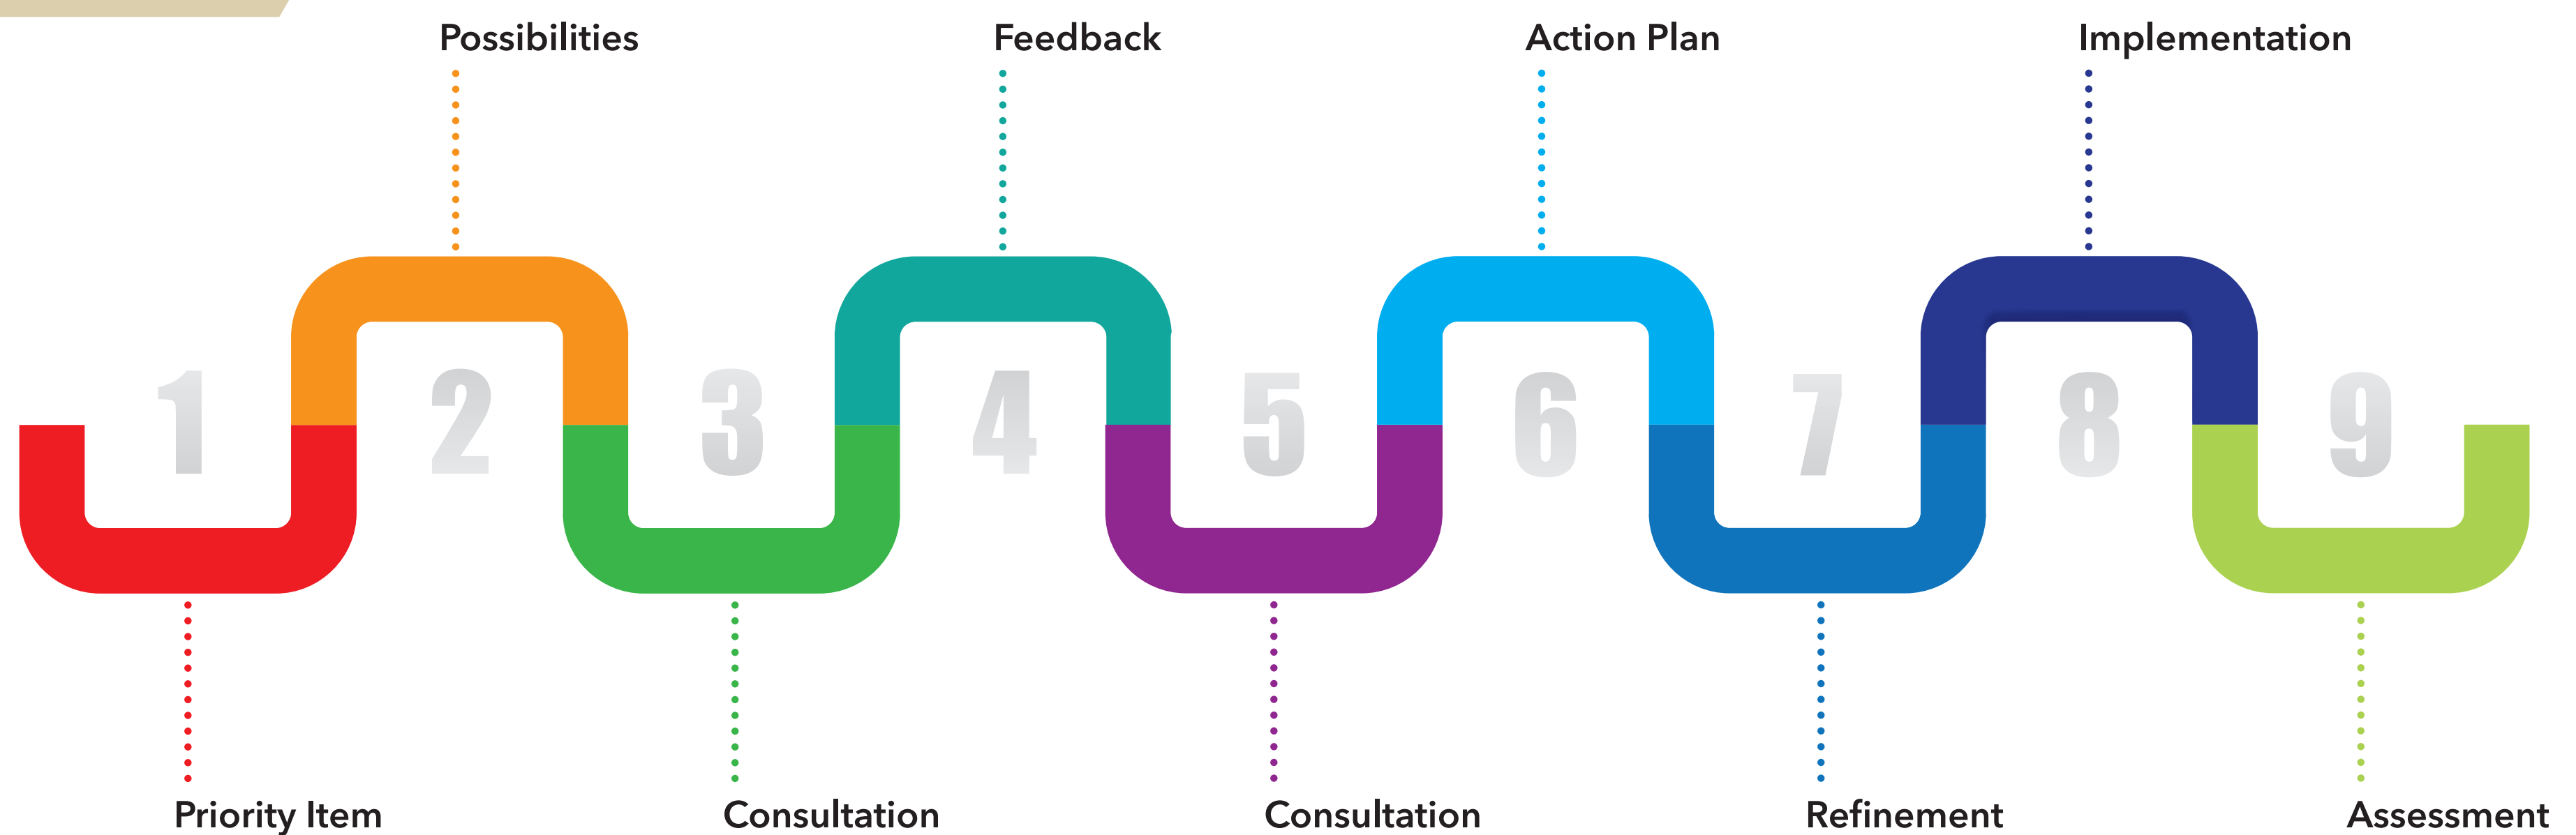 Possibilities
Feedback
Action Plan
Implementation
1
2
3
4
5
6
7
8
9
Priority Item
Consultation
Consultation
Refinement
Assessment